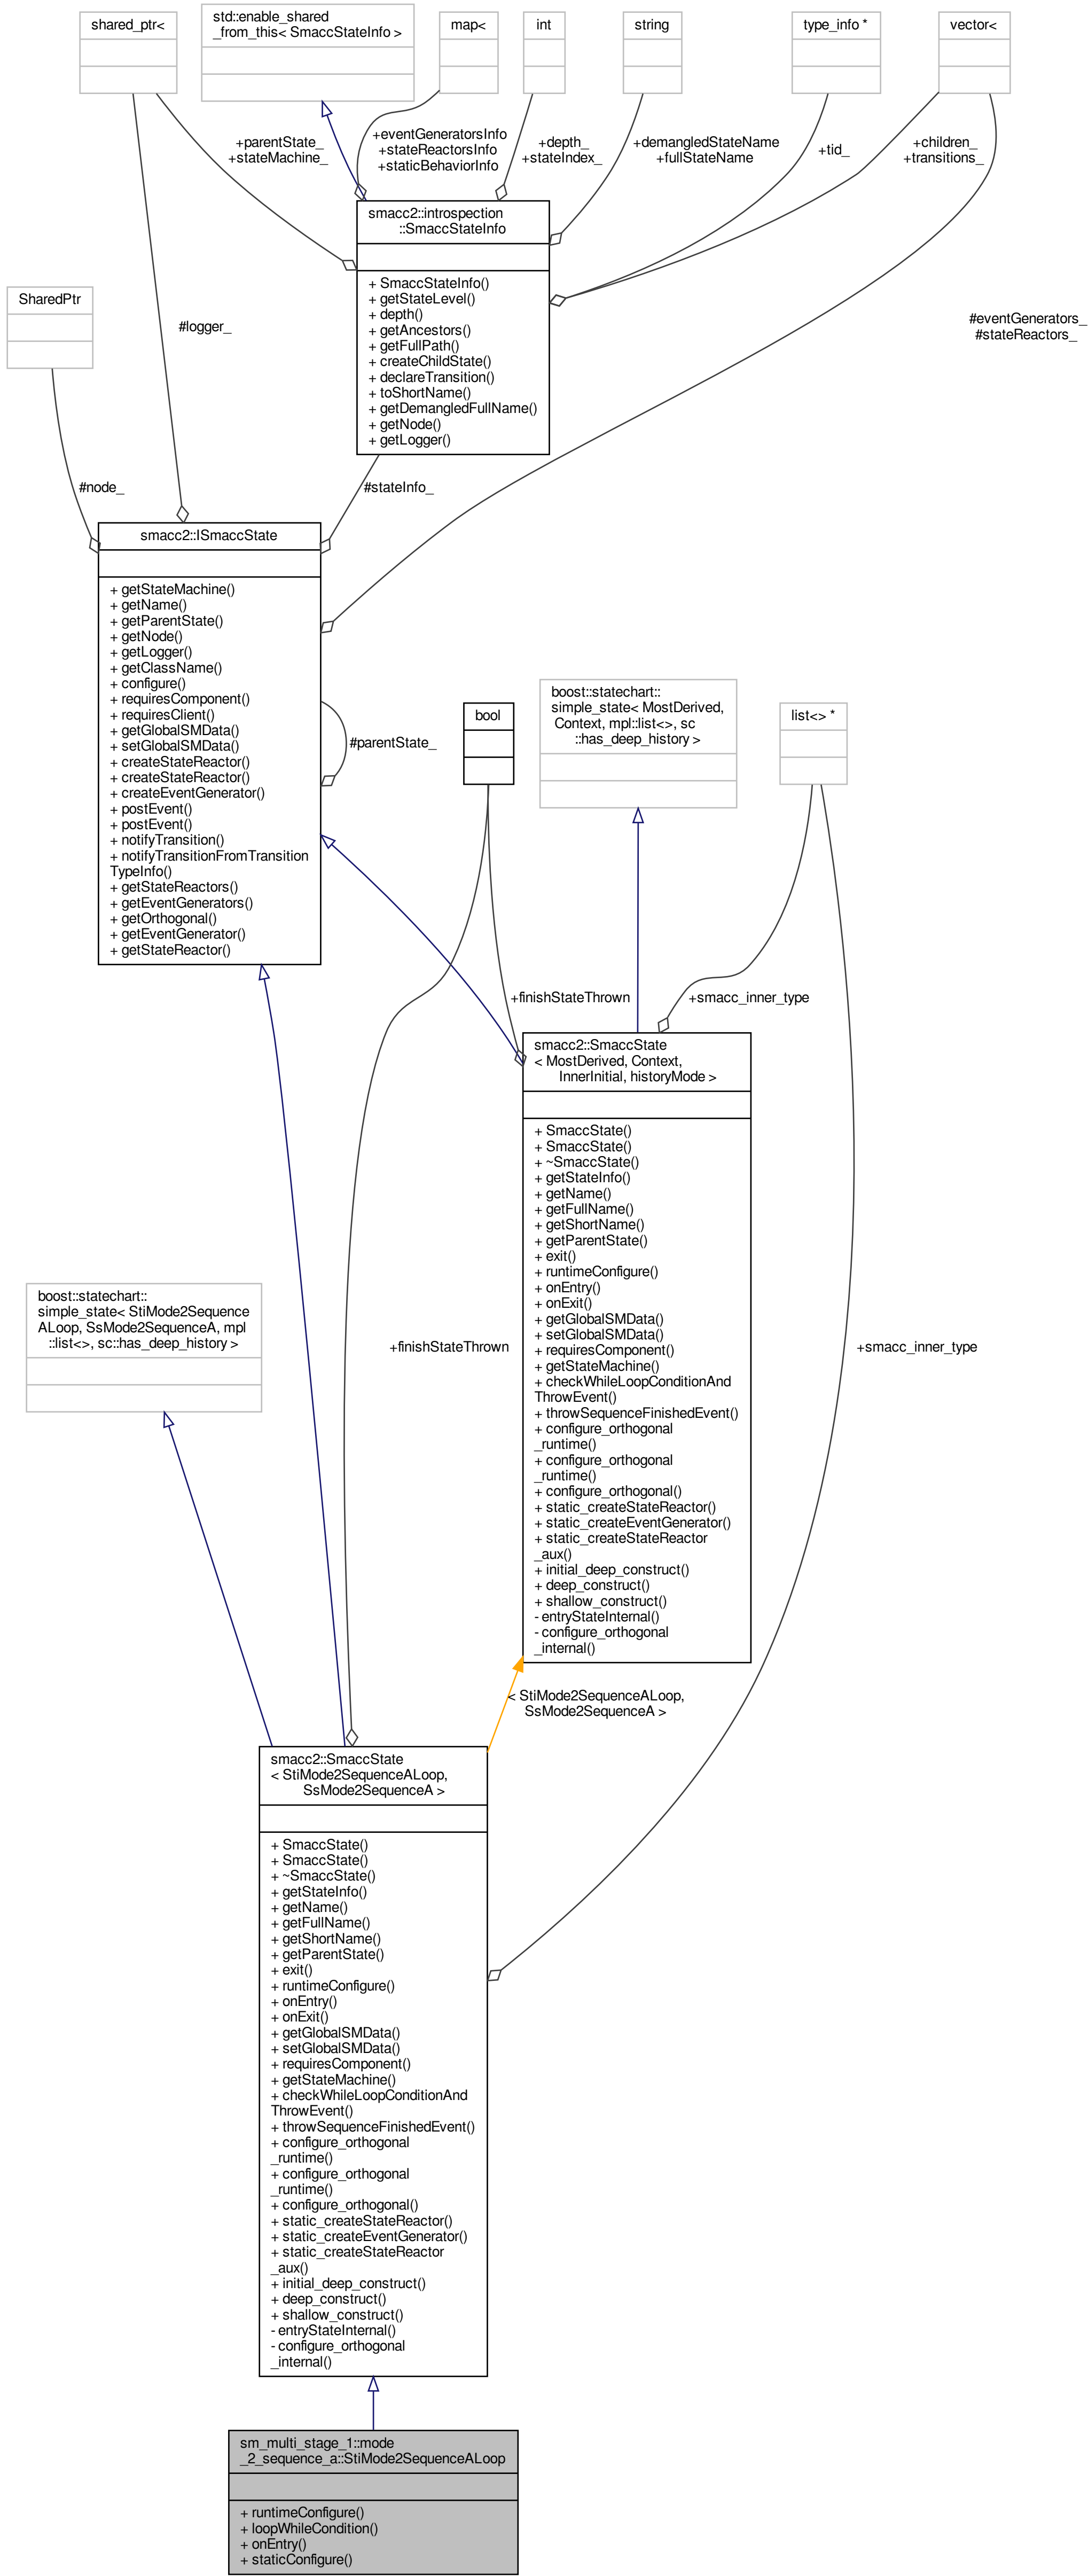 shared_ptr<
std::enable_shared
_from_this< SmaccStateInfo >
map<
int
string
type_info *
vector<
+parentState_
+stateMachine_
+eventGeneratorsInfo
+stateReactorsInfo
+staticBehaviorInfo
+depth_
+stateIndex_
+demangledStateName
+fullStateName
+tid_
+children_
+transitions_
smacc2::introspection
::SmaccStateInfo
+ SmaccStateInfo()
+ getStateLevel()
+ depth()
+ getAncestors()
+ getFullPath()
+ createChildState()
+ declareTransition()
+ toShortName()
+ getDemangledFullName()
+ getNode()
+ getLogger()
SharedPtr
#logger_
#eventGenerators_
#stateReactors_
#node_
#stateInfo_
smacc2::ISmaccState
+ getStateMachine()
+ getName()
+ getParentState()
+ getNode()
+ getLogger()
+ getClassName()
+ configure()
+ requiresComponent()
+ requiresClient()
+ getGlobalSMData()
+ setGlobalSMData()
+ createStateReactor()
+ createStateReactor()
+ createEventGenerator()
+ postEvent()
+ postEvent()
+ notifyTransition()
+ notifyTransitionFromTransition
TypeInfo()
+ getStateReactors()
+ getEventGenerators()
+ getOrthogonal()
+ getEventGenerator()
+ getStateReactor()
#parentState_
bool
boost::statechart::
simple_state< MostDerived,
Context, mpl::list<>, sc
::has_deep_history >
list<> *
+finishStateThrown
+smacc_inner_type
smacc2::SmaccState
< MostDerived, Context,
InnerInitial, historyMode >
+ SmaccState()
+ SmaccState()
+ ~SmaccState()
+ getStateInfo()
+ getName()
+ getFullName()
+ getShortName()
+ getParentState()
+ exit()
+ runtimeConfigure()
+ onEntry()
+ onExit()
+ getGlobalSMData()
+ setGlobalSMData()
+ requiresComponent()
+ getStateMachine()
+ checkWhileLoopConditionAnd
ThrowEvent()
+ throwSequenceFinishedEvent()
+ configure_orthogonal
_runtime()
+ configure_orthogonal
_runtime()
+ configure_orthogonal()
+ static_createStateReactor()
+ static_createEventGenerator()
+ static_createStateReactor
_aux()
+ initial_deep_construct()
+ deep_construct()
+ shallow_construct()
- entryStateInternal()
- configure_orthogonal
_internal()
boost::statechart::
simple_state< StiMode2Sequence
ALoop, SsMode2SequenceA, mpl
::list<>, sc::has_deep_history >
+finishStateThrown
+smacc_inner_type
< StiMode2SequenceALoop,
SsMode2SequenceA >
smacc2::SmaccState
< StiMode2SequenceALoop,
SsMode2SequenceA >
+ SmaccState()
+ SmaccState()
+ ~SmaccState()
+ getStateInfo()
+ getName()
+ getFullName()
+ getShortName()
+ getParentState()
+ exit()
+ runtimeConfigure()
+ onEntry()
+ onExit()
+ getGlobalSMData()
+ setGlobalSMData()
+ requiresComponent()
+ getStateMachine()
+ checkWhileLoopConditionAnd
ThrowEvent()
+ throwSequenceFinishedEvent()
+ configure_orthogonal
_runtime()
+ configure_orthogonal
_runtime()
+ configure_orthogonal()
+ static_createStateReactor()
+ static_createEventGenerator()
+ static_createStateReactor
_aux()
+ initial_deep_construct()
+ deep_construct()
+ shallow_construct()
- entryStateInternal()
- configure_orthogonal
_internal()
sm_multi_stage_1::mode
_2_sequence_a::StiMode2SequenceALoop
+ runtimeConfigure()
+ loopWhileCondition()
+ onEntry()
+ staticConfigure()